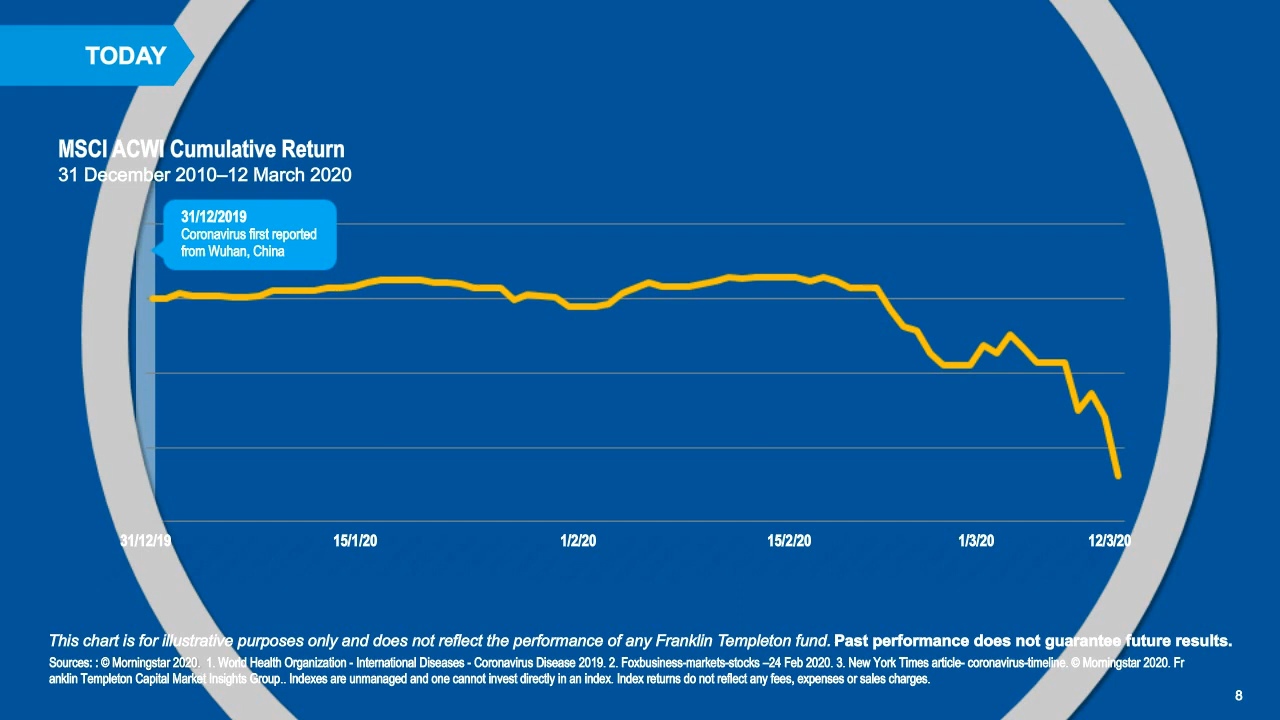 TODAY
MSCI ACWI Cumulative Return
31 December 2010–12 March 2020
31/12/2019
Coronavirus first reported
from Wuhan, China
31/12/19 15/1/20 1/2/20 15/2/20 1/3/20 12/3/20
This chart is for illustrative purposes only and does not reflect the performance of any Franklin Templeton fund. Past performance does not guarantee future results.
Sources: : © Morningstar 2020. 1. World Health Organization - International Diseases - Coronavirus Disease 2019. 2. Foxbusiness-markets-stocks –24 Feb 2020. 3. New York Times article- coronavirus-timeline. © Morningstar 2020. Fr
anklin Templeton Capital Market Insights Group.. Indexes are unmanaged and one cannot invest directly in an index. Index returns do not reflect any fees, expenses or sales charges.
8